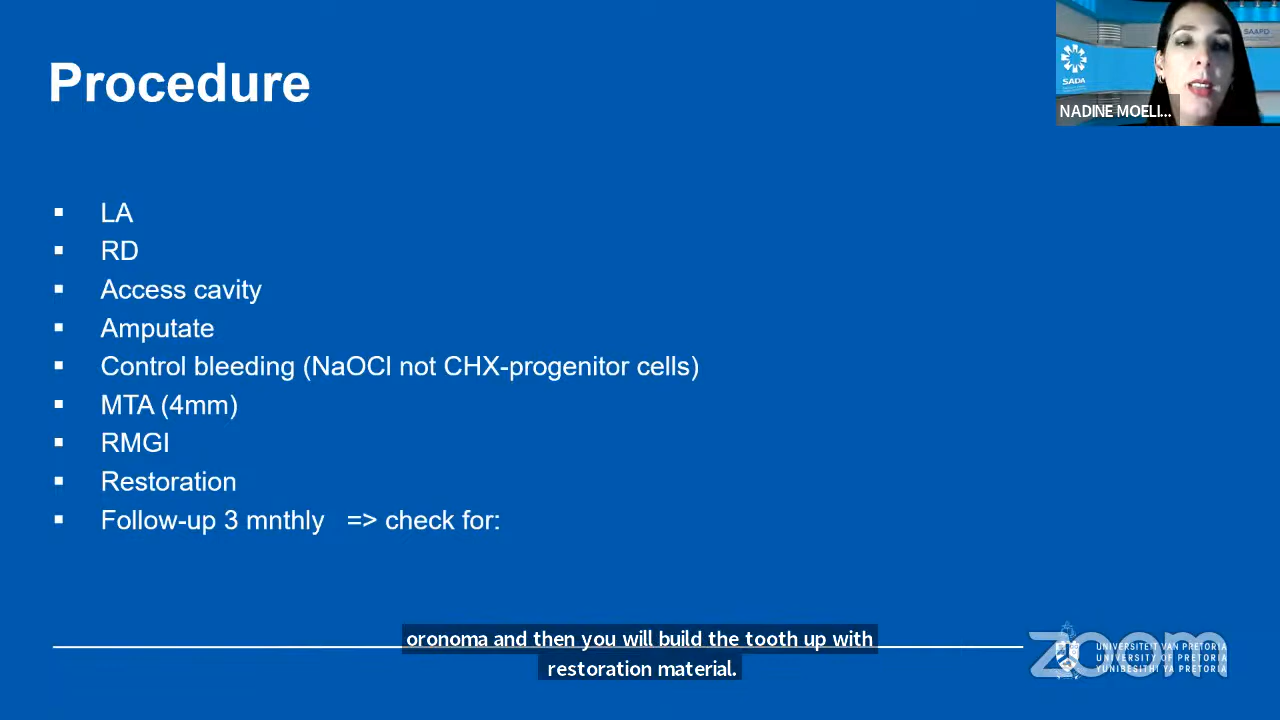 Procedure
SAAPD
SADA
NADINE MOELI...
▪ LA
▪ RD
▪ Access cavity
▪ Amputate
▪ Control bleeding (NaOCl not CHX-progenitor cells)
▪ MTA (4mm)
▪ RMGI
▪ Restoration
▪ Follow-up 3 mnthly => check for:
oronoma and then you will build the tooth up with
restoration material.
zoom
UNIVERSITEIT VAN PRETORIA
UNIVERSITY OF PRETORIA
YUNIBESITHI YA PRETORIA